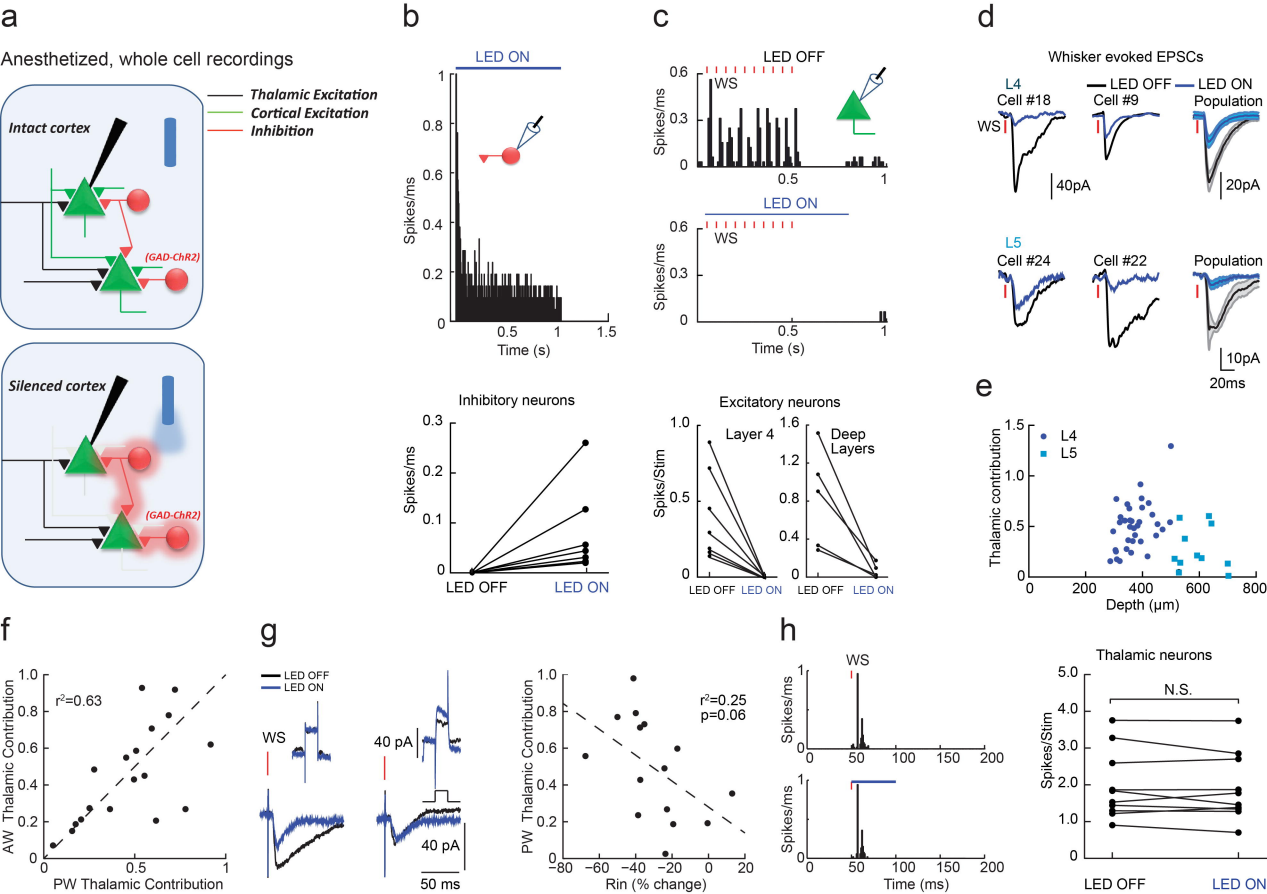 a
Anesthetized, whole cell recordings
Thalamic Excitation
Cortical Excitation
Inhibition
Intact cortex
(GAD-ChR2)
Silenced cortex
(GAD-ChR2)
b
LED ON
1
0.8
0.6
0.4
0.2
0
Spikes/ms
0.5
1
1.5
Time (s)
Inhibitory neurons
0.3
0.2
0.1
0
Spikes/ms
LED OFF
LED ON
c
LED OFF
0.6
0.3
0
Spikes/ms
WS
0.5
1
LED ON
0.6
0.3
0
Spikes/ms
WS
0.5
1
Time (s)
Excitatory neurons
1.0
0.5
0
Spiks/Stim
Layer 4
LED OFF
LED ON
1.6
1.2
0.8
0.4
0
Deep
Layers
LED OFF
LED ON
d
Whisker evoked EPSCs
LED OFF
LED ON
L4
Cell #18
Cell #9
Population
WS
40pA
20pA
L5
Cell #24
Cell #22
Population
10pA
20ms
e
1.5
1.0
0.5
0
Thalamic contribution
L4
L5
0
200
400
600
800
Depth (µm)
f
1.0
0.8
0.6
0.4
0.2
0
AW Thalamic Contribution
r²=0.63
0
0.5
1
PW Thalamic Contribution
g
LED OFF
LED ON
WS
40 pA
40 pA
50 ms
1.0
0.8
0.6
0.4
0.2
0
PW Thalamic Contribution
r²=0.25
p=0.06
−80
−60
−40
−20
0
20
Rin (% change)
h
WS
1
0
Spikes/ms
0
50
100
150
200
1
0
Spikes/ms
0
50
100
150
200
Time (ms)
Thalamic neurons
N.S.
5.0
4.0
3.0
2.0
1.0
0
Spikes/Stim
LED OFF
LED ON